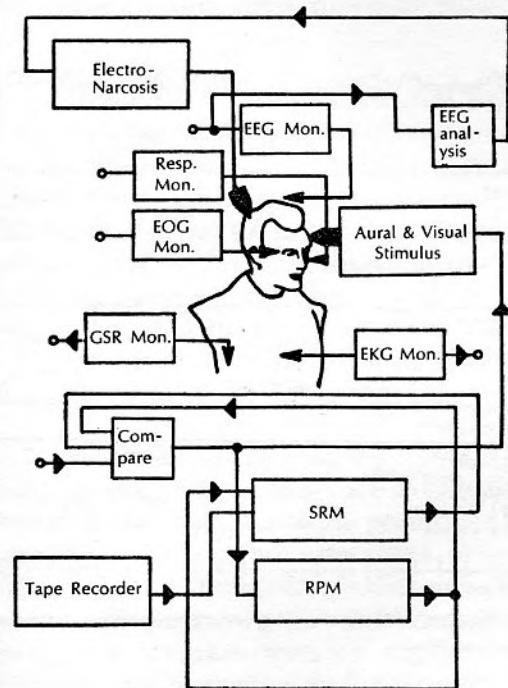 Electro-
Narcosis
EEG Mon.
EEG
anal-
ysis
Resp.
Mon.
EOG
Mon.
Aural & Visual
Stimulus
GSR Mon.
EKG Mon.
Com-
pare
SRM
Tape Recorder
RPM